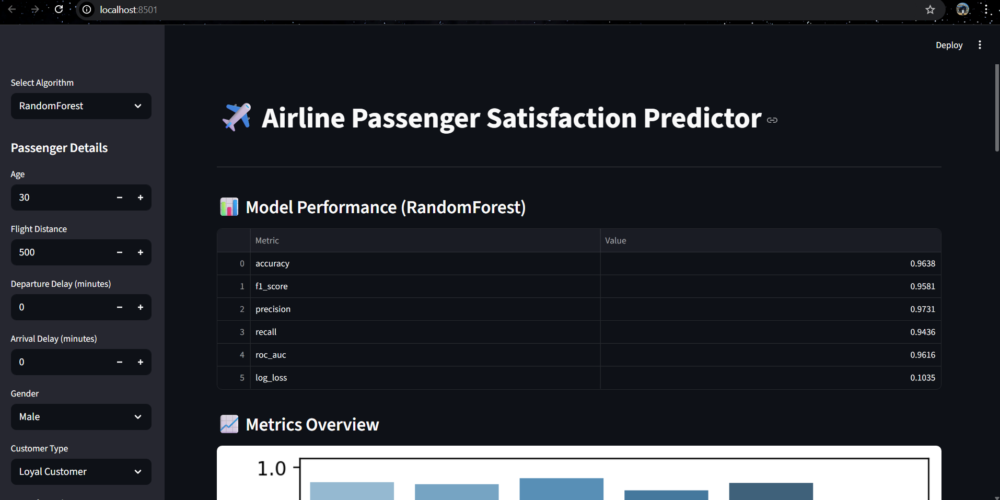 localhost:8501
Deploy
Select Algorithm
RandomForest
Passenger Details
Age
30
Flight Distance
500
Departure Delay (minutes)
0
Arrival Delay (minutes)
0
Gender
Male
Customer Type
Loyal Customer
Airline Passenger Satisfaction Predictor
Model Performance (RandomForest)
Metric Value
0 accuracy 0.9638
1 f1_score 0.9581
2 precision 0.9731
3 recall 0.9436
4 roc_auc 0.9616
5 log_loss 0.1035
Metrics Overview
1.0